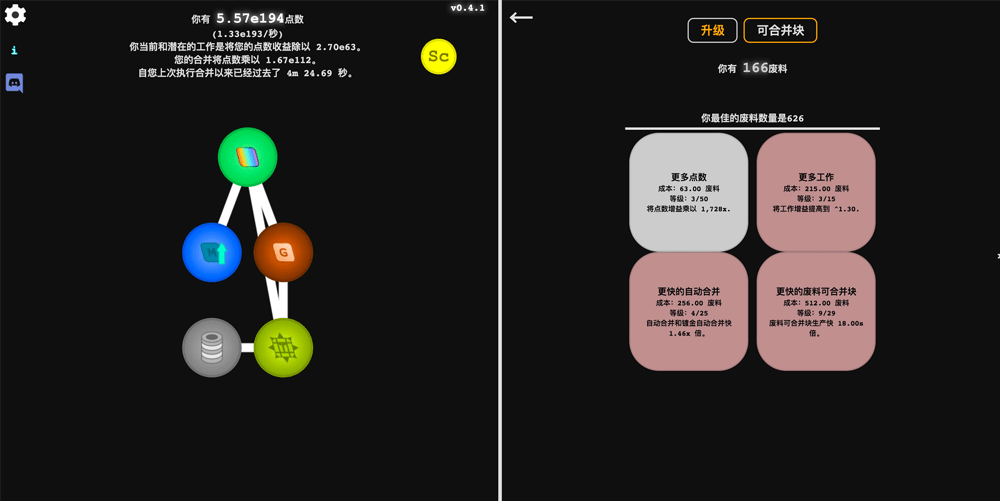 v0.4.1
你有 5.57e194点数
(1.33e193/秒)
你当前和潜在的工作是将您的点数收益除以 2.70e63。
您的合并将点数乘以 1.67e112。
自您上次执行合并以来已经过去了 4m 24.69 秒。
i
Sc
G
升级
可合并块
你有 166废料
你最佳的废料数量是626
更多点数
成本: 63.00 废料
等级: 3/50
将点数增益乘以 1,728x.
更多工作
成本: 215.00 废料
等级: 3/15
将工作增益提高到 ^1.30.
更快的自动合并
成本: 256.00 废料
等级: 4/25
自动合并和镀金自动合并快
1.46x 倍。
更快的废料可合并块
成本: 512.00 废料
等级: 9/29
废料可合并块生产快 18.00s
倍。